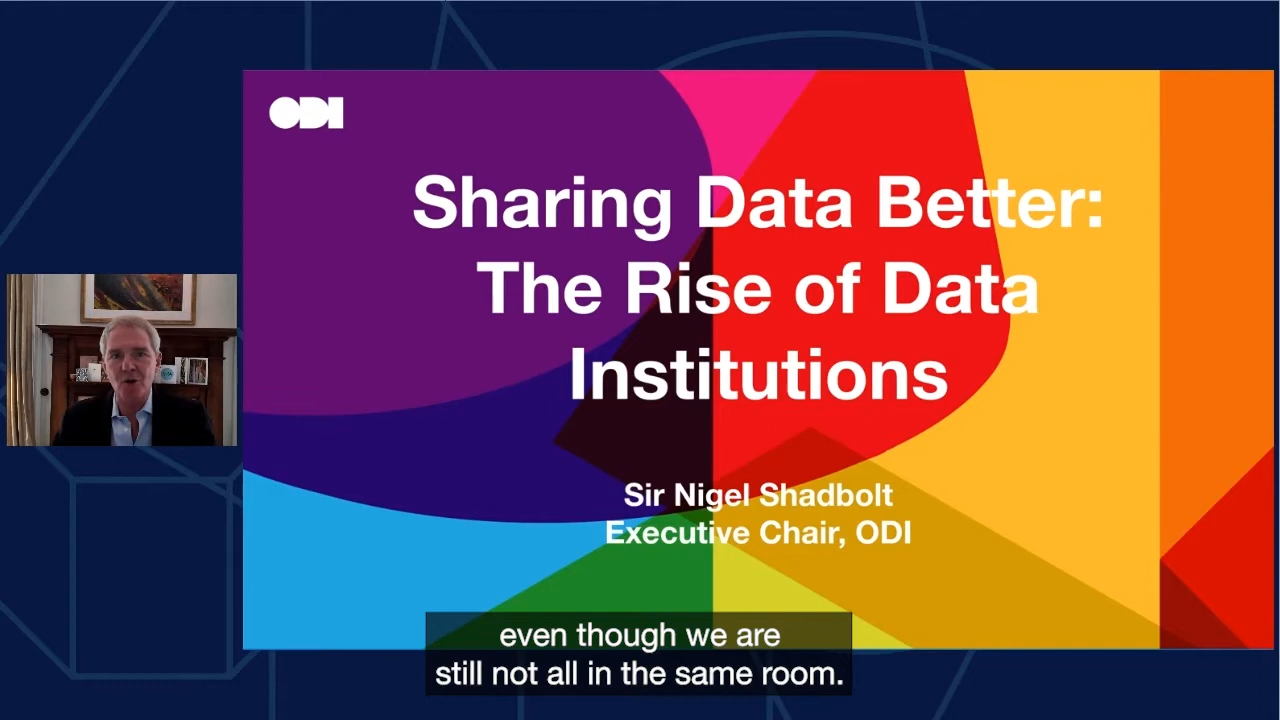 ODI
Sharing Data Better:
The Rise of Data
Institutions
Sir Nigel Shadbolt
Executive Chair, ODI
even though we are
still not all in the same room.